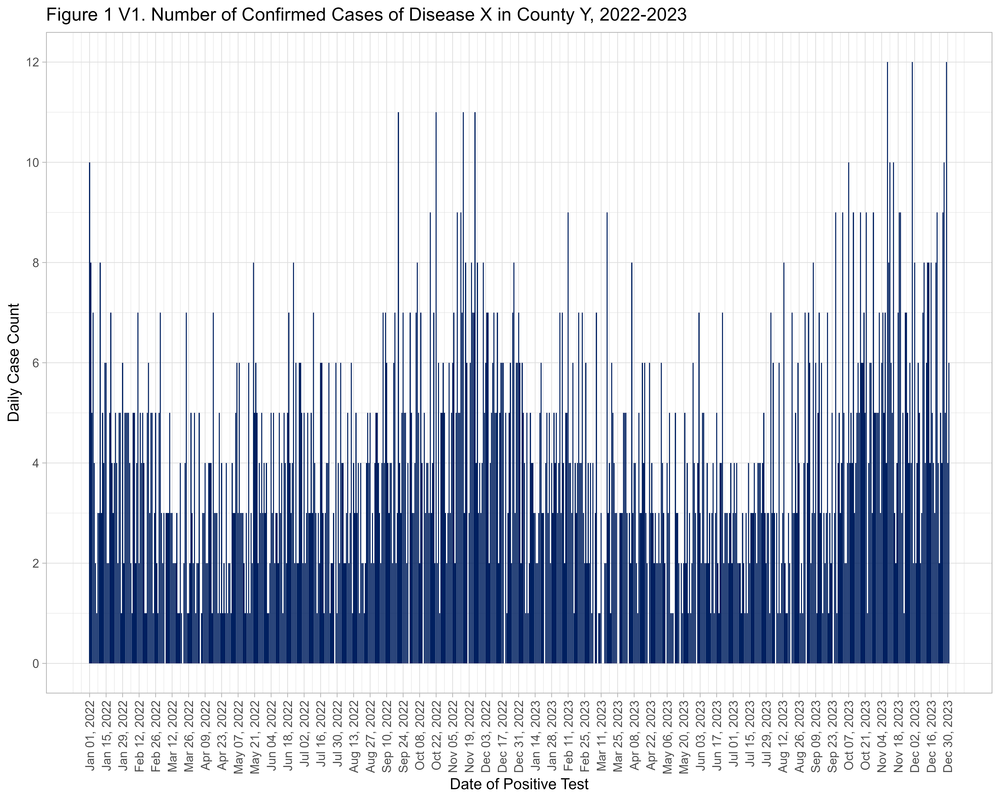 Figure 1 V1. Number of Confirmed Cases of Disease X in County Y, 2022-2023
Daily Case Count
12
10
8
6
4
2
0
Jan 01, 2022
Jan 15, 2022
Jan 29, 2022
Feb 12, 2022
Feb 26, 2022
Mar 12, 2022
Mar 26, 2022
Apr 09, 2022
Apr 23, 2022
May 07, 2022
May 21, 2022
Jun 04, 2022
Jun 18, 2022
Jul 02, 2022
Jul 16, 2022
Jul 30, 2022
Aug 13, 2022
Aug 27, 2022
Sep 10, 2022
Sep 24, 2022
Oct 08, 2022
Oct 22, 2022
Nov 05, 2022
Nov 19, 2022
Dec 03, 2022
Dec 17, 2022
Dec 31, 2022
Jan 14, 2023
Jan 28, 2023
Feb 11, 2023
Feb 25, 2023
Mar 11, 2023
Mar 25, 2023
Apr 08, 2023
Apr 22, 2023
May 06, 2023
May 20, 2023
Jun 03, 2023
Jun 17, 2023
Jul 01, 2023
Jul 15, 2023
Jul 29, 2023
Aug 12, 2023
Aug 26, 2023
Sep 09, 2023
Sep 23, 2023
Oct 07, 2023
Oct 21, 2023
Nov 04, 2023
Nov 18, 2023
Dec 02, 2023
Dec 16, 2023
Dec 30, 2023
Date of Positive Test